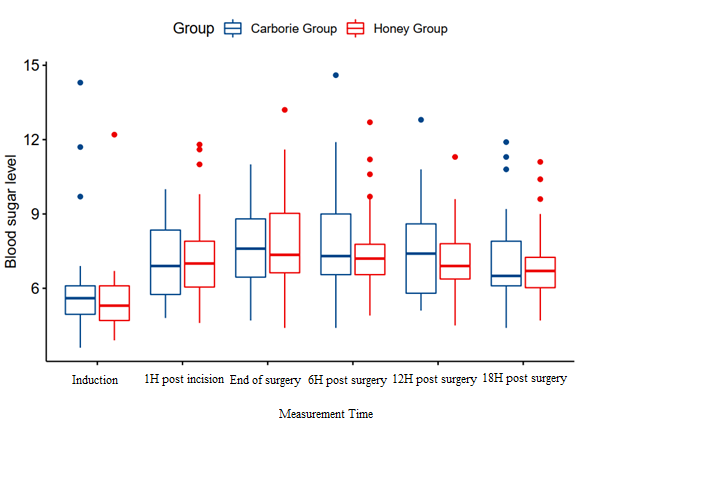 Group Carborie Group Honey Group
Blood sugar level
15
12
9
6
Induction 1H post incision End of surgery 6H post surgery 12H post surgery 18H post surgery
Measurement Time